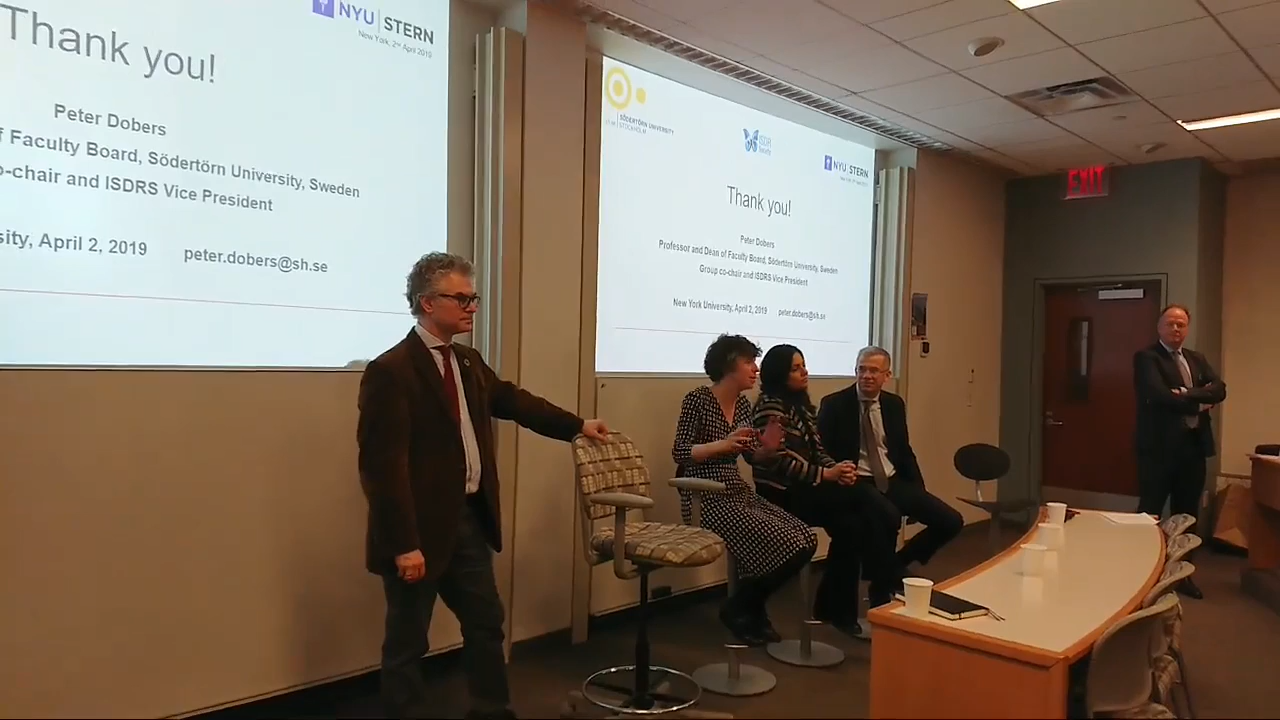 NYU | STERN
New York, 2nd April 2019
Thank you!
Peter Dobers
f Faculty Board, Södertörn University, Sweden
o-chair and ISDRS Vice President
sity, April 2, 2019 peter.dobers@sh.se
SÖDERTÖRN UNIVERSITY
STOCKHOLM
ISDR
Society
NYU | STERN
Thank you!
Peter Dobers
Professor and Dean of Faculty Board, Södertörn University, Sweden
Group co-chair and ISDRS Vice President
New York University, April 2, 2019 peter.dobers@sh.se
EXIT